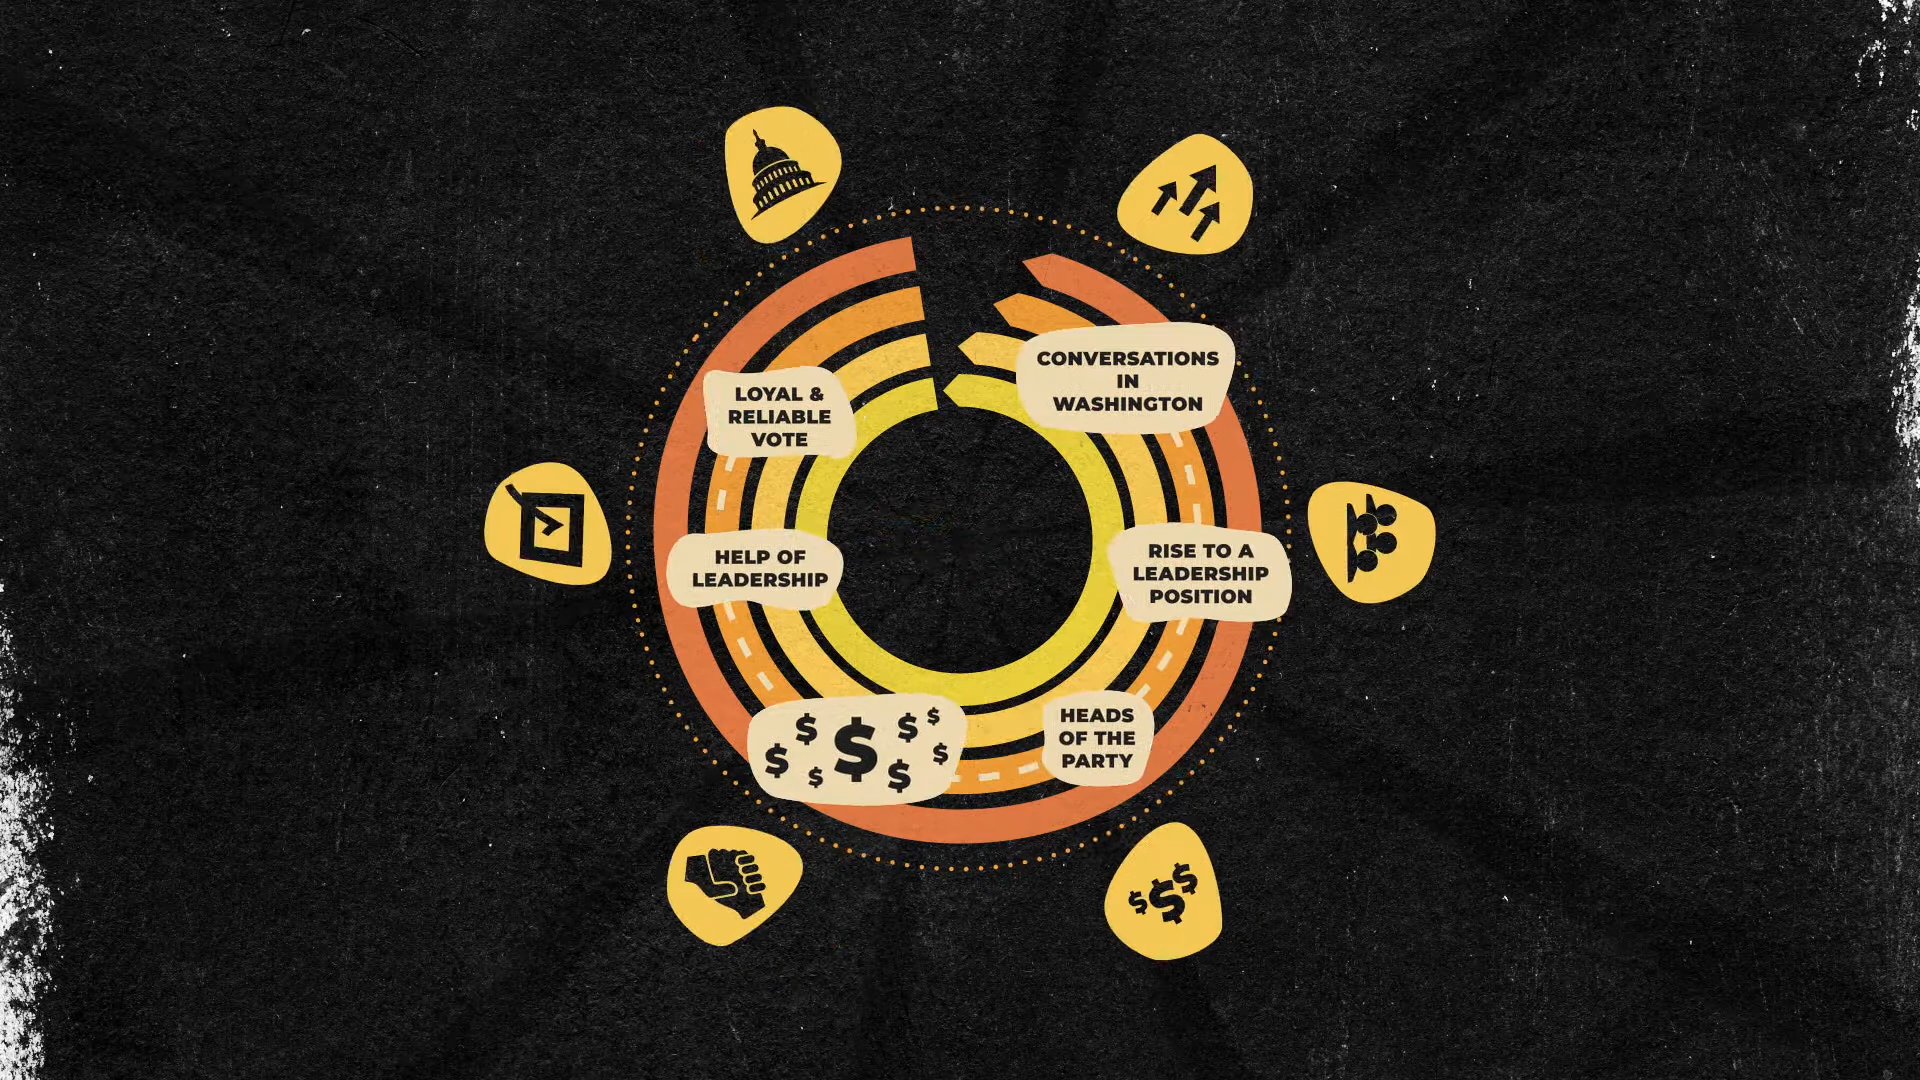 CONVERSATIONS
IN
WASHINGTON
LOYAL &
RELIABLE
VOTE
RISE TO A
LEADERSHIP
POSITION
HELP OF
LEADERSHIP
HEADS
OF THE
PARTY
$ $ $ $ $ $ $ $
$ $ $